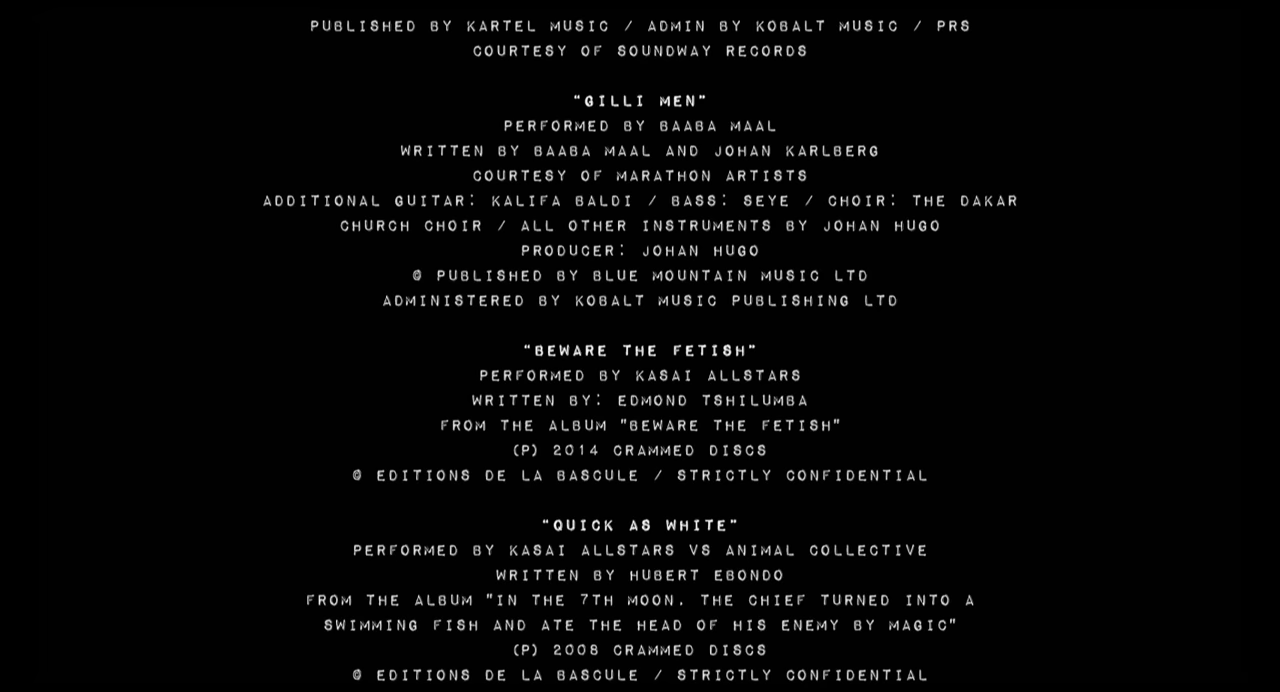 PUBLISHED BY KARTEL MUSIC / ADMIN BY KOBALT MUSIC / PRS
COURTESY OF SOUNDWAY RECORDS
"GILLI MEN"
PERFORMED BY BAABA MAAL
WRITTEN BY BAABA MAAL AND JOHAN KARLBERG
COURTESY OF MARATHON ARTISTS
ADDITIONAL GUITAR: KALIFA BALDI / BASS: SEYE / CHOIR: THE DAKAR
CHURCH CHOIR / ALL OTHER INSTRUMENTS BY JOHAN HUGO
PRODUCER: JOHAN HUGO
© PUBLISHED BY BLUE MOUNTAIN MUSIC LTD
ADMINISTERED BY KOBALT MUSIC PUBLISHING LTD
"BEWARE THE FETISH"
PERFORMED BY KASAI ALLSTARS
WRITTEN BY: EDMOND TSHILUMBA
FROM THE ALBUM "BEWARE THE FETISH"
(P) 2014 CRAMMED DISCS
© EDITIONS DE LA BASCULE / STRICTLY CONFIDENTIAL
"QUICK AS WHITE"
PERFORMED BY KASAI ALLSTARS VS ANIMAL COLLECTIVE
WRITTEN BY HUBERT EBONDO
FROM THE ALBUM "IN THE 7TH MOON, THE CHIEF TURNED INTO A
SWIMMING FISH AND ATE THE HEAD OF HIS ENEMY BY MAGIC"
(P) 2008 CRAMMED DISCS
© EDITIONS DE LA BASCULE / STRICTLY CONFIDENTIAL